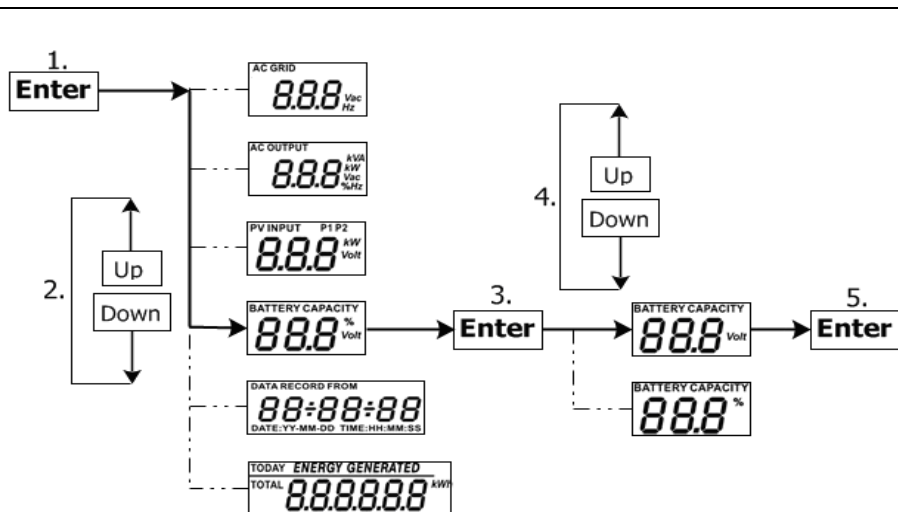 1.
Enter
AC GRID
8.8.8 Vac
Hz
AC OUTPUT
8.8.8 kVA
kW
Vac
%Hz
2.
Up
Down
PV INPUT P1 P2
8.8.8 kW
Volt
BATTERY CAPACITY
88.8 %
Volt
DATA RECORD FROM
88÷88÷88
DATE:YY-MM-DD TIME:HH:MM:SS
TODAY ENERGY GENERATED
TOTAL 8.8.8.8.8.8 kWh
3.
Enter
4.
Up
Down
BATTERY CAPACITY
88.8 Volt
BATTERY CAPACITY
88.8 %
5.
Enter